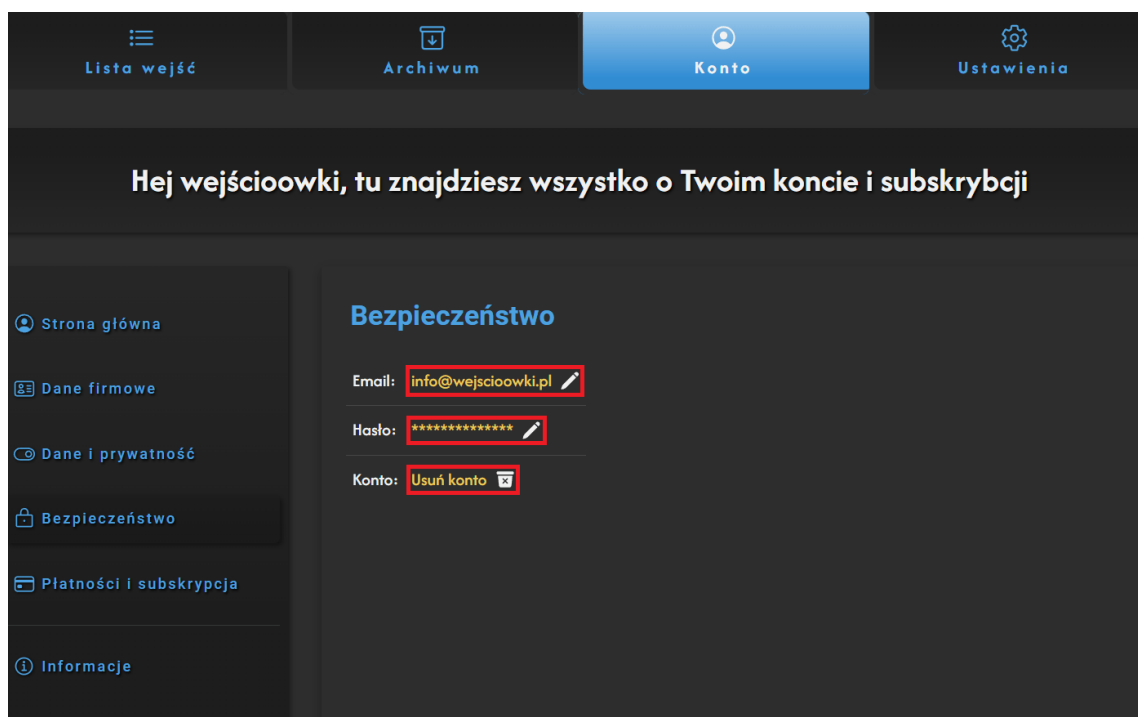 Lista wejść
Archiwum
Konto
Ustawienia
Hej wejścioowki, tu znajdziesz wszystko o Twoim koncie i subskrybcji
Strona główna
Dane firmowe
Dane i prywatność
Bezpieczeństwo
Płatności i subskrypcja
Informacje
Bezpieczeństwo
Email: info@wejscioowki.pl
Hasło: **************
Konto: Usuń konto